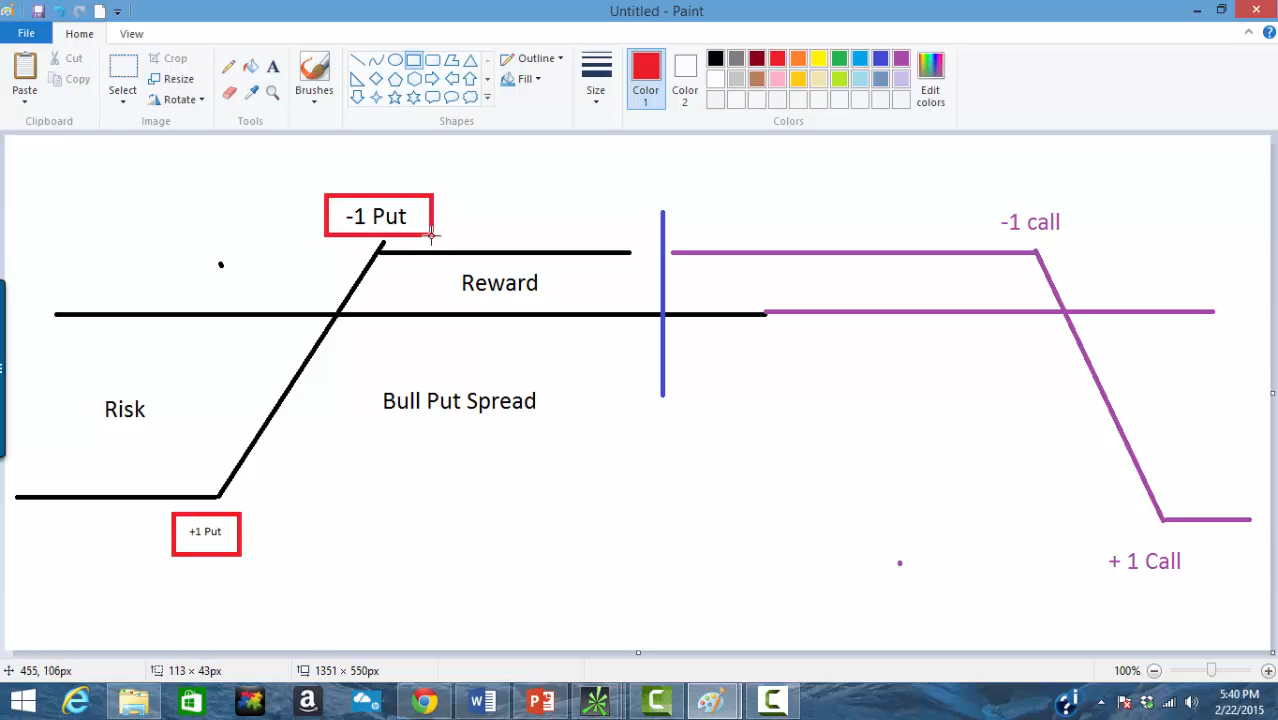 Untitled - Paint
File
Home
View
Paste
Cut
Copy
Clipboard
Select
Crop
Resize
Rotate
Image
A
Tools
Brushes
Shapes
Outline
Fill
Size
Color 1
Color 2
Edit colors
Colors
-1 Put
-1 call
Reward
Risk
Bull Put Spread
+1 Put
+ 1 Call
455, 106px
113 × 43px
1351 × 550px
100%
5:40 PM
2/22/2015